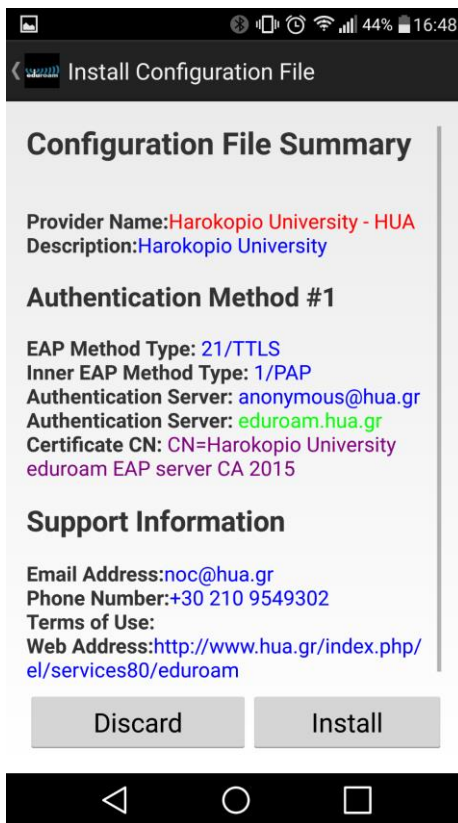 44% 16:48
eduroam Install Configuration File
Configuration File Summary
Provider Name:Harokopio University - HUA
Description:Harokopio University
Authentication Method #1
EAP Method Type: 21/TTLS
Inner EAP Method Type: 1/PAP
Authentication Server: anonymous@hua.gr
Authentication Server: eduroam.hua.gr
Certificate CN: CN=Harokopio University
eduroam EAP server CA 2015
Support Information
Email Address:noc@hua.gr
Phone Number:+30 210 9549302
Terms of Use:
Web Address:http://www.hua.gr/index.php/
el/services80/eduroam
Discard Install